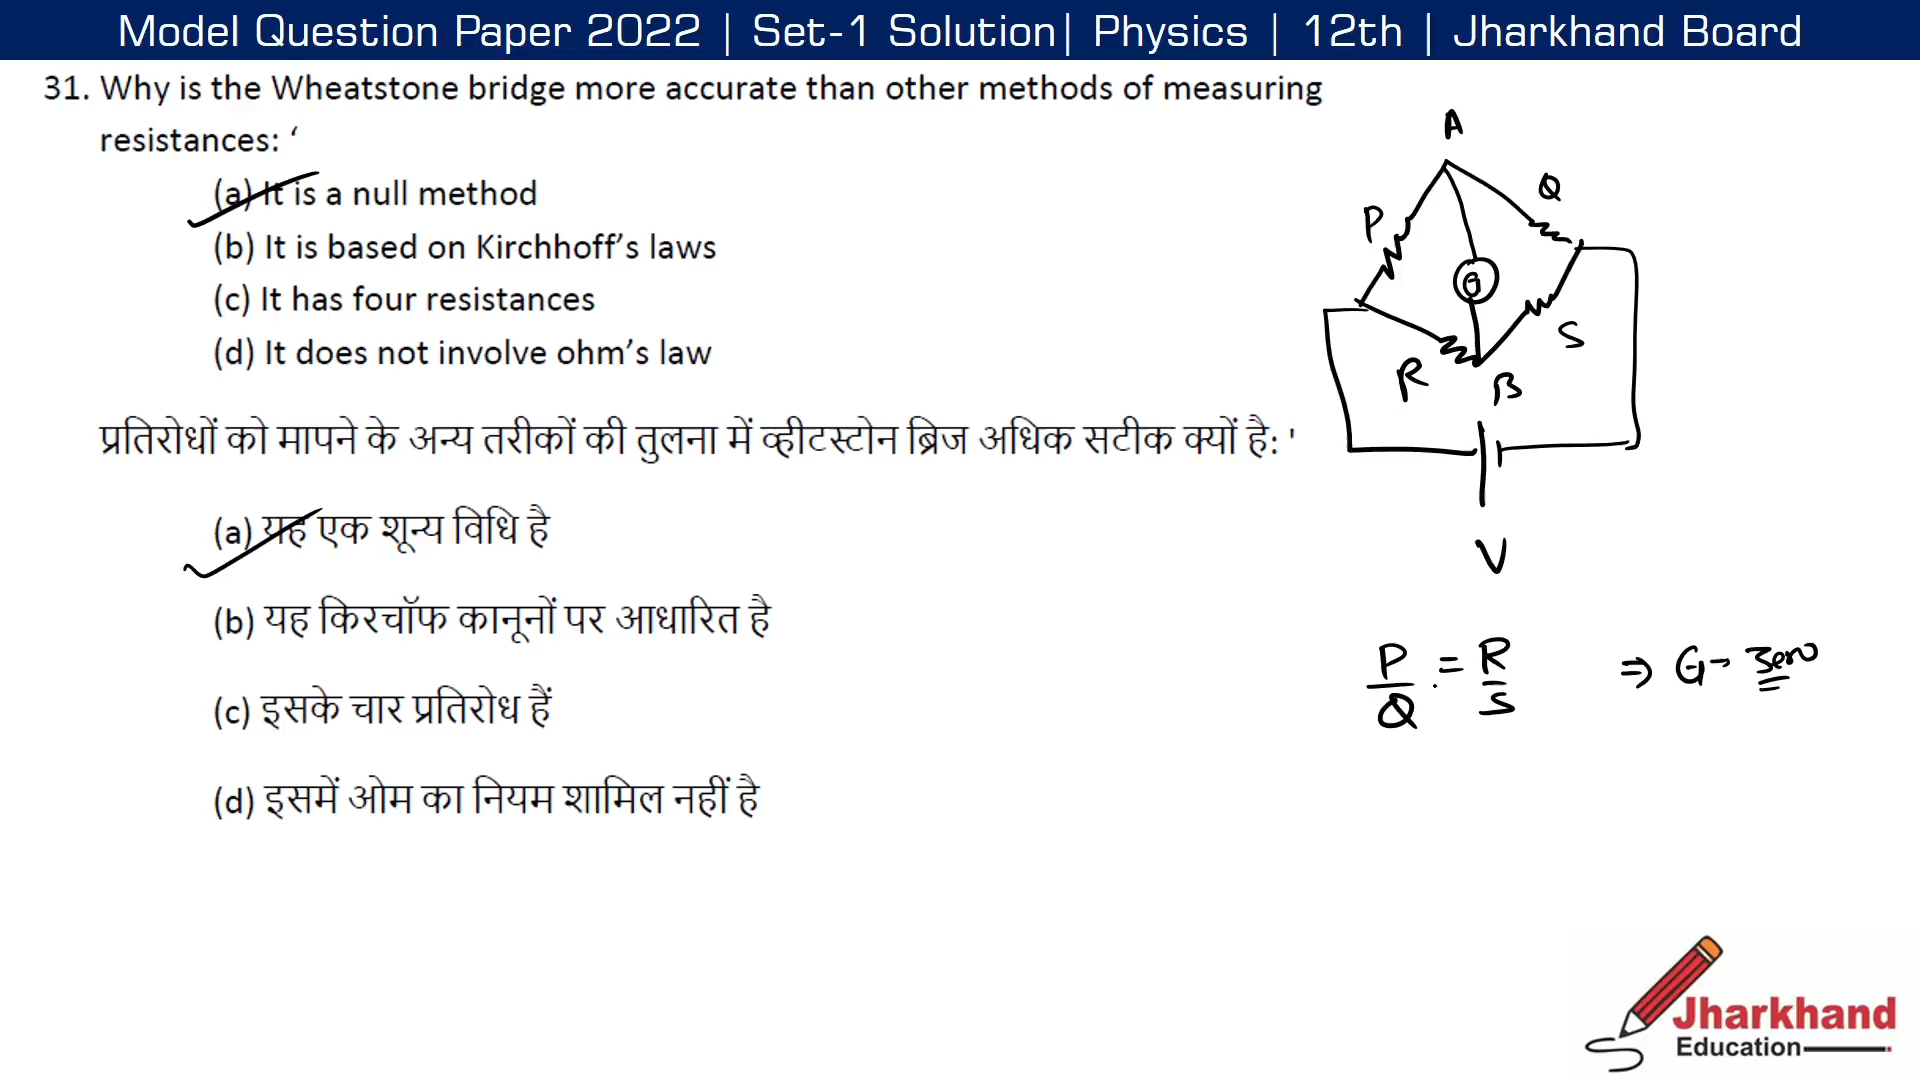 Model Question Paper 2022 | Set-1 Solution| Physics | 12th | Jharkhand Board
31. Why is the Wheatstone bridge more accurate than other methods of measuring
resistances: ‘
(a) It is a null method
(b) It is based on Kirchhoff’s laws
(c) It has four resistances
(d) It does not involve ohm’s law
प्रतिरोधों को मापने के अन्य तरीकों की तुलना में व्हीटस्टोन ब्रिज अधिक सटीक क्यों है: '
(a) यह एक शून्य विधि है
(b) यह किरचॉफ कानूनों पर आधारित है
(c) इसके चार प्रतिरोध हैं
(d) इसमें ओम का नियम शामिल नहीं है
A
P
Q
G
R
S
B
V
P/Q = R/S ⇒ G - zero
Jharkhand
Education